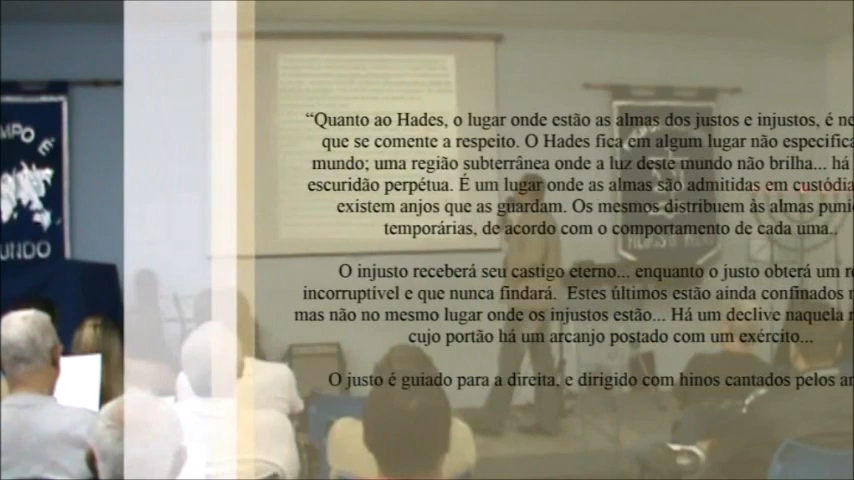 MPO É
UNDO
“Quanto ao Hades, o lugar onde estão as almas dos justos e injustos, é ne
que se comente a respeito. O Hades fica em algum lugar não especifica
mundo; uma região subterrânea onde a luz deste mundo não brilha... há
escuridão perpétua. É um lugar onde as almas são admitidas em custódia
existem anjos que as guardam. Os mesmos distribuem às almas puni
temporárias, de acordo com o comportamento de cada uma..
O injusto receberá seu castigo eterno... enquanto o justo obterá um r
incorruptível e que nunca findará. Estes últimos estão ainda confinados n
mas não no mesmo lugar onde os injustos estão... Há um declive naquela r
cujo portão há um arcanjo postado com um exército...
O justo é guiado para a direita, e dirigido com hinos cantados pelos an